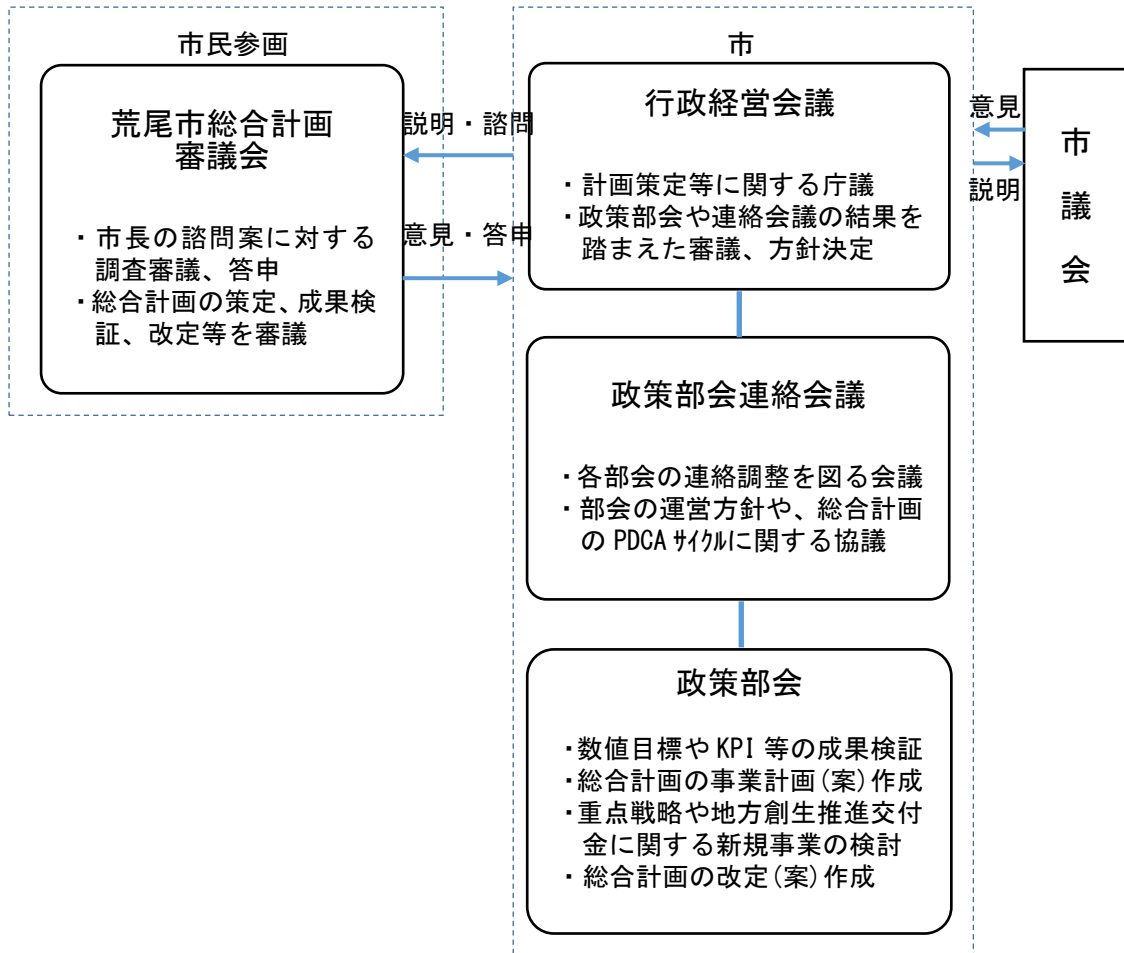 市民参画
荒尾市総合計画
審議会
・市長の諮問案に対する
調査審議、答申
・総合計画の策定、成果検
証、改定等を審議
説明・諮問
意見・答申
市
行政経営会議
・計画策定等に関する庁議
・政策部会や連絡会議の結果を
踏まえた審議、方針決定
政策部会連絡会議
・各部会の連絡調整を図る会議
・部会の運営方針や、総合計画
の PDCA ｻｲｸﾙに関する協議
政策部会
・数値目標や KPI 等の成果検証
・総合計画の事業計画(案)作成
・重点戦略や地方創生推進交付
金に関する新規事業の検討
・総合計画の改定(案)作成
意見
説明
市
議
会